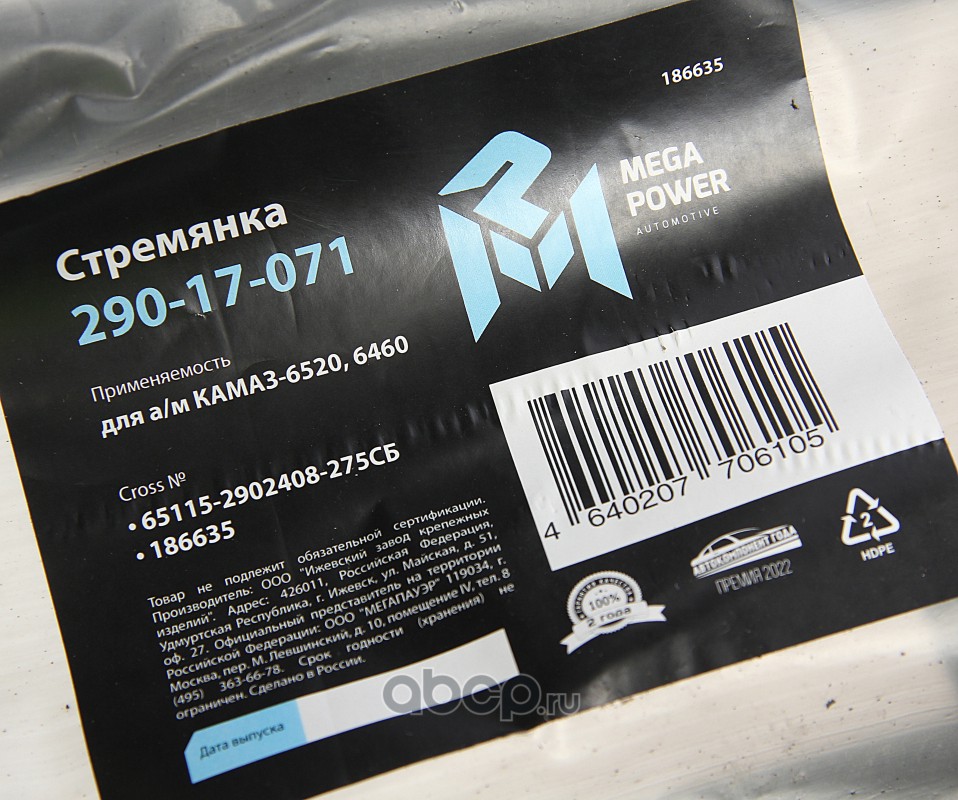 186635
MEGA
POWER
AUTOMOTIVE
Стремянка
290-17-071
Применяемость
для а/м КАМАЗ-6520, 6460
Cross №
• 65115-2902408-275СБ
• 186635
Товар не подлежит обязательной сертификации.
Производитель: ООО "Ижевский завод крепежных
изделий". Адрес: 426011, Российская Федерация,
Удмуртская Республика, г. Ижевск, ул. Майская, д. 51,
оф. 27. Официальный представитель на территории
Российской Федерации: ООО "МЕГАПАУЭР" 119034, г.
Москва, пер. М. Левшинский, д. 10, помещение IV, тел. 8
(495) 363-66-78. Срок годности (хранения) не
ограничен. Сделано в России.
Дата выпуска
4 640207 706105
ГАРАНТИЯ КАЧЕСТВА
100%
2 года
АВТОКОМПОНЕНТ ГОДА
ПРЕМИЯ 2022
2
HDPE
abcp.ru